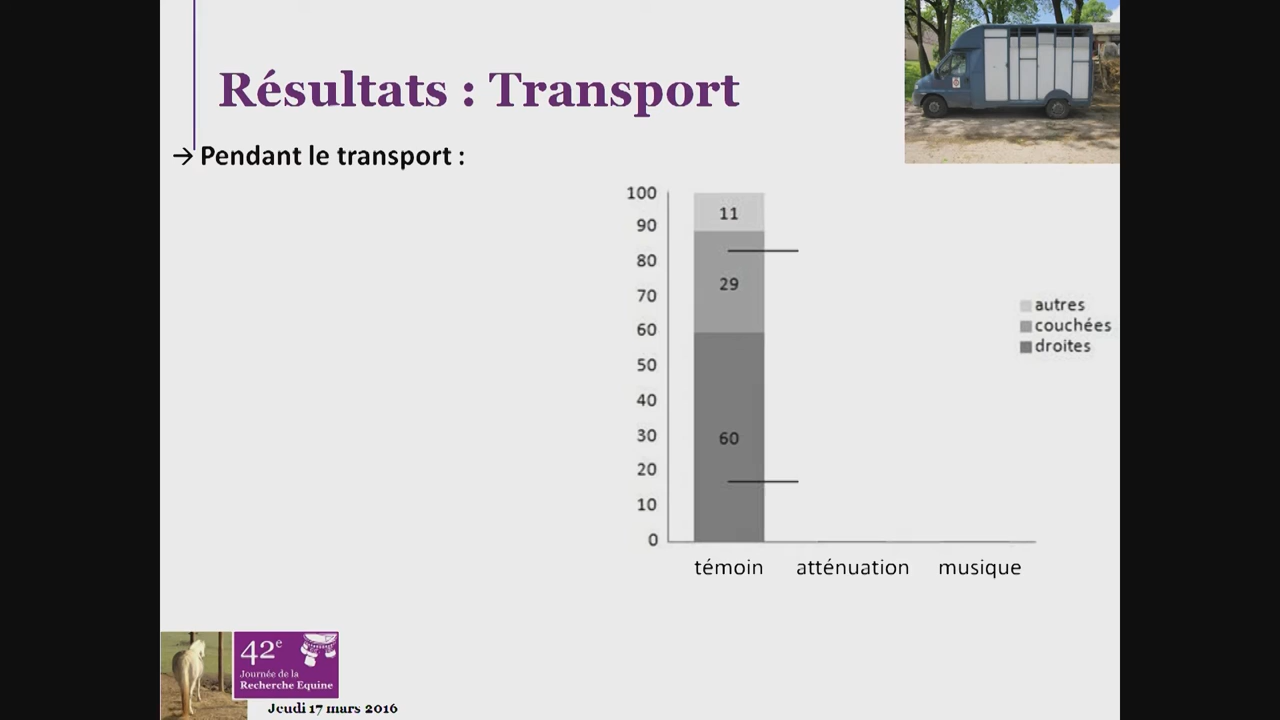 Résultats : Transport
→ Pendant le transport :
100
90
80
70
60
50
40
30
20
10
0
11
29
60
autres
couchées
droites
témoin atténuation musique
42e
Journée de la
Recherche Equine
Jeudi 17 mars 2016